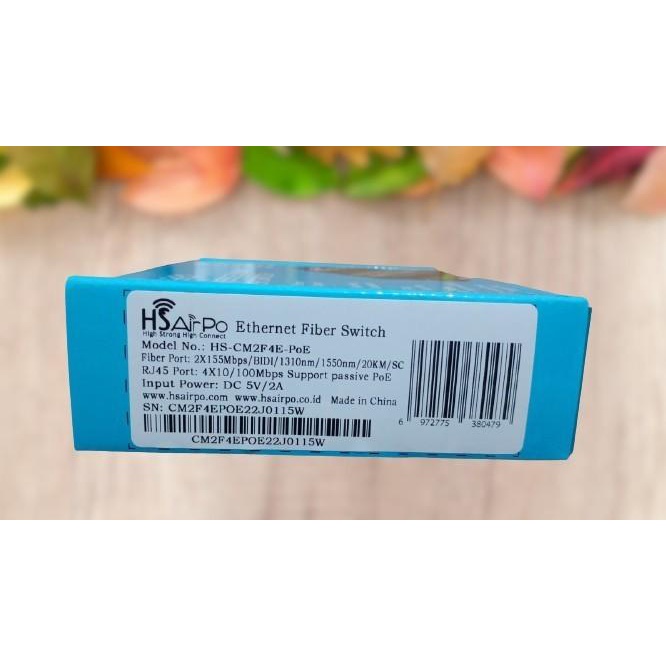 HSAirPo Ethernet Fiber Switch
High Strong High Connect
Model No.: HS-CM2F4E-PoE
Fiber Port: 2X155Mbps/BIDI/1310nm/1550nm/20KM/SC
RJ45 Port: 4X10/100Mbps Support passive PoE
Input Power: DC 5V/2A
www.hsairpo.com www.hsairpo.co.id Made in China
SN: CM2F4EPOE22J0115W
CM2F4EPOE22J0115W
6 972775 380479